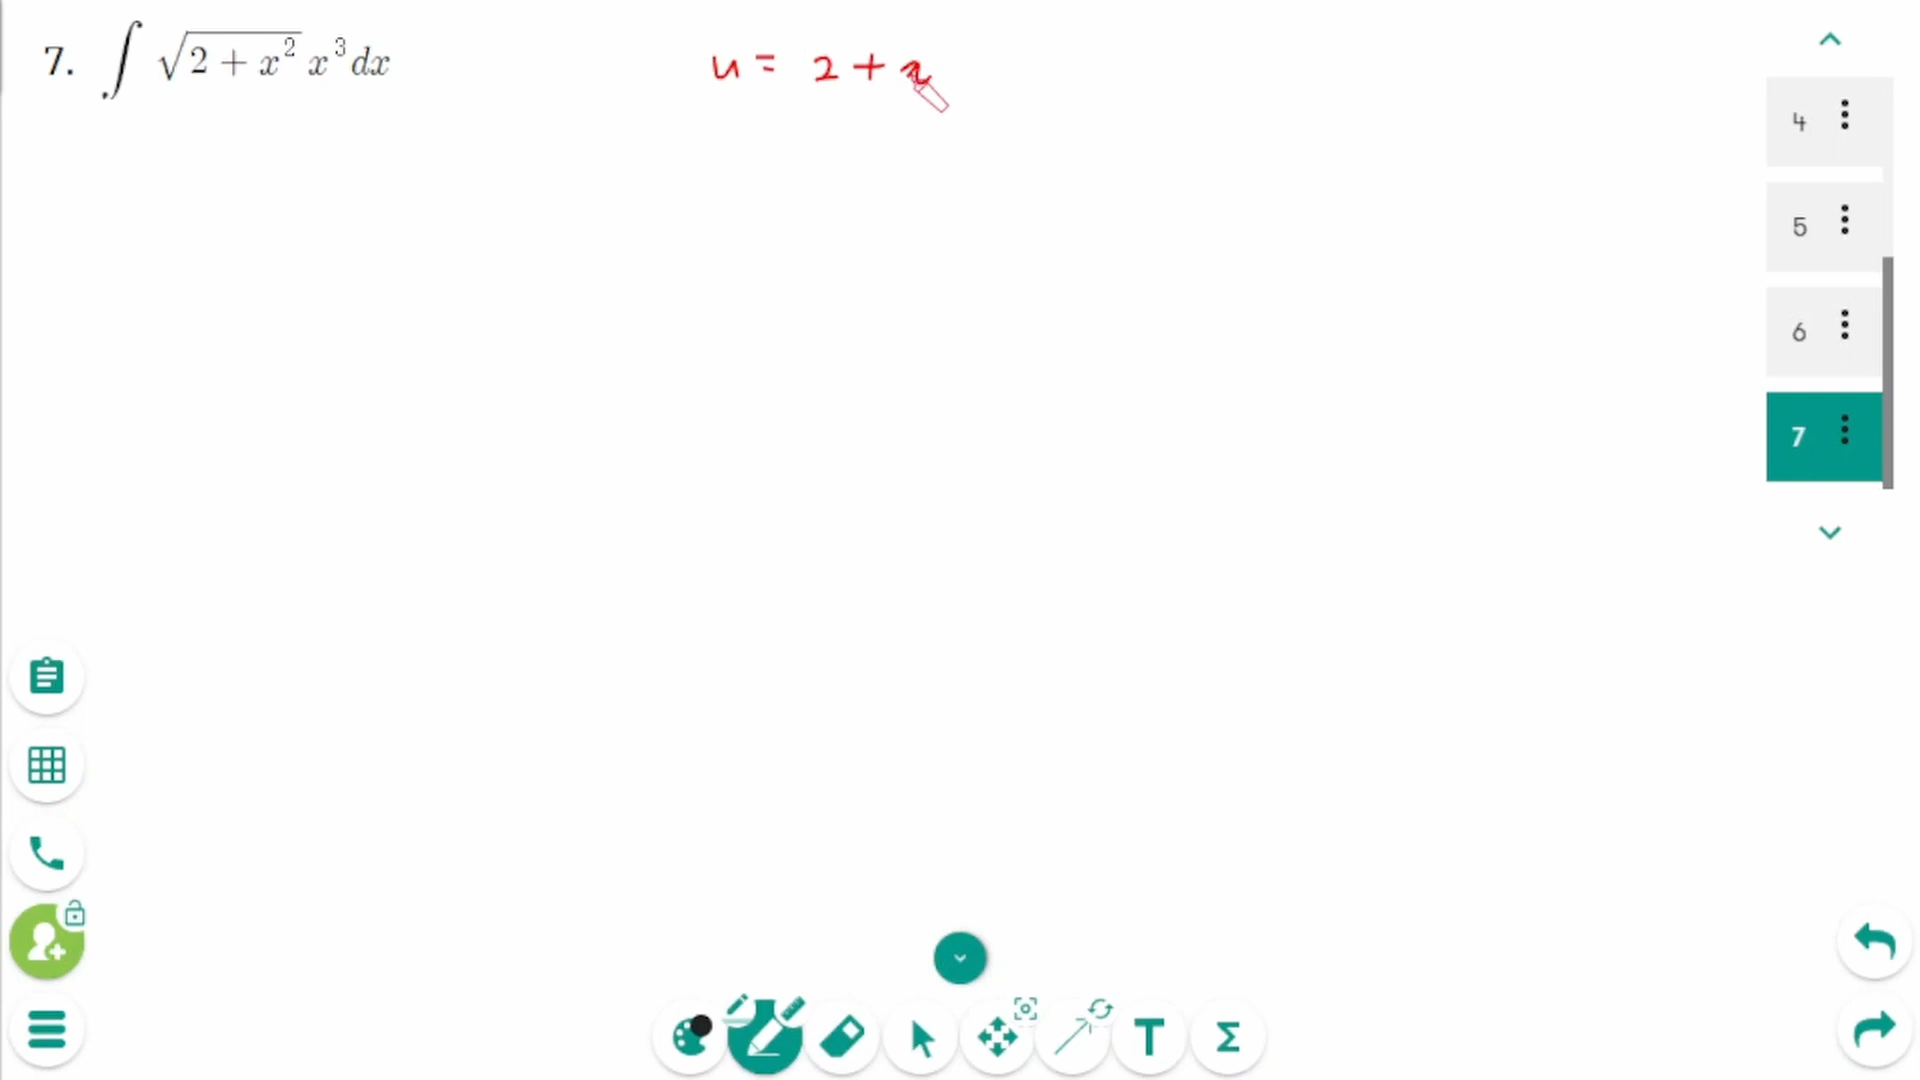 7. ∫ √(2 + x²) x³ dx
u = 2 + x
4
5
6
7
T
Σ